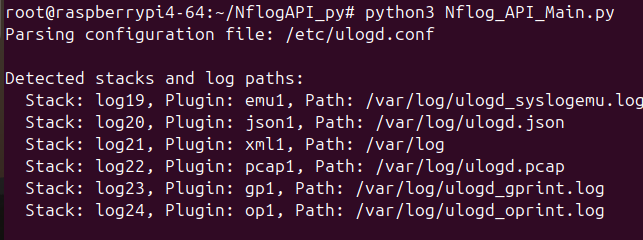 root@raspberrypi4-64:~/NflogAPI_py# python3 Nflog_API_Main.py
Parsing configuration file: /etc/ulogd.conf
Detected stacks and log paths:
Stack: log19, Plugin: emu1, Path: /var/log/ulogd_syslogemu.log
Stack: log20, Plugin: json1, Path: /var/log/ulogd.json
Stack: log21, Plugin: xml1, Path: /var/log
Stack: log22, Plugin: pcap1, Path: /var/log/ulogd.pcap
Stack: log23, Plugin: gp1, Path: /var/log/ulogd_gprint.log
Stack: log24, Plugin: op1, Path: /var/log/ulogd_oprint.log